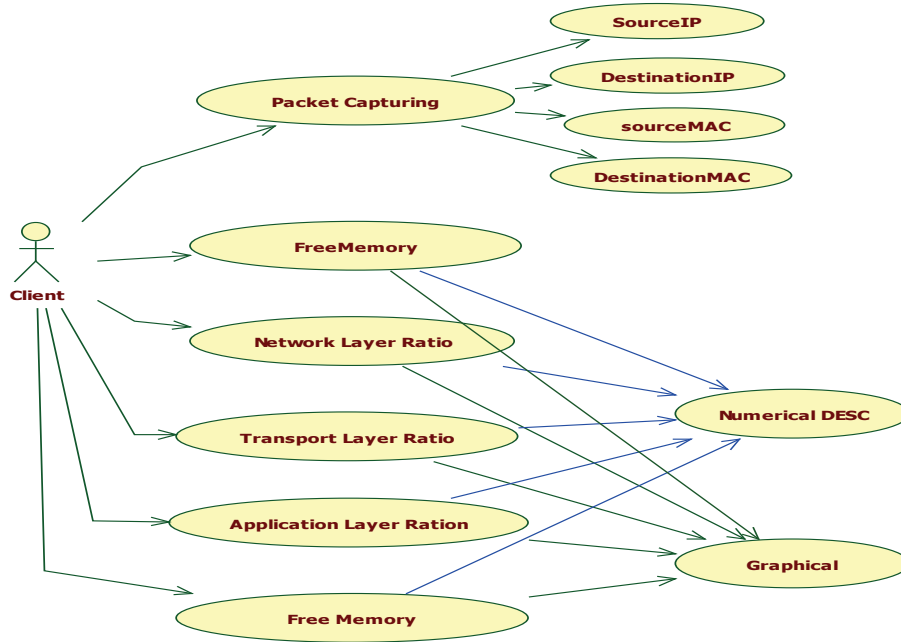 SourceIP
DestinationIP
Packet Capturing
sourceMAC
DestinationMAC
FreeMemory
Client
Network Layer Ratio
Numerical DESC
Transport Layer Ratio
Application Layer Ration
Graphical
Free Memory